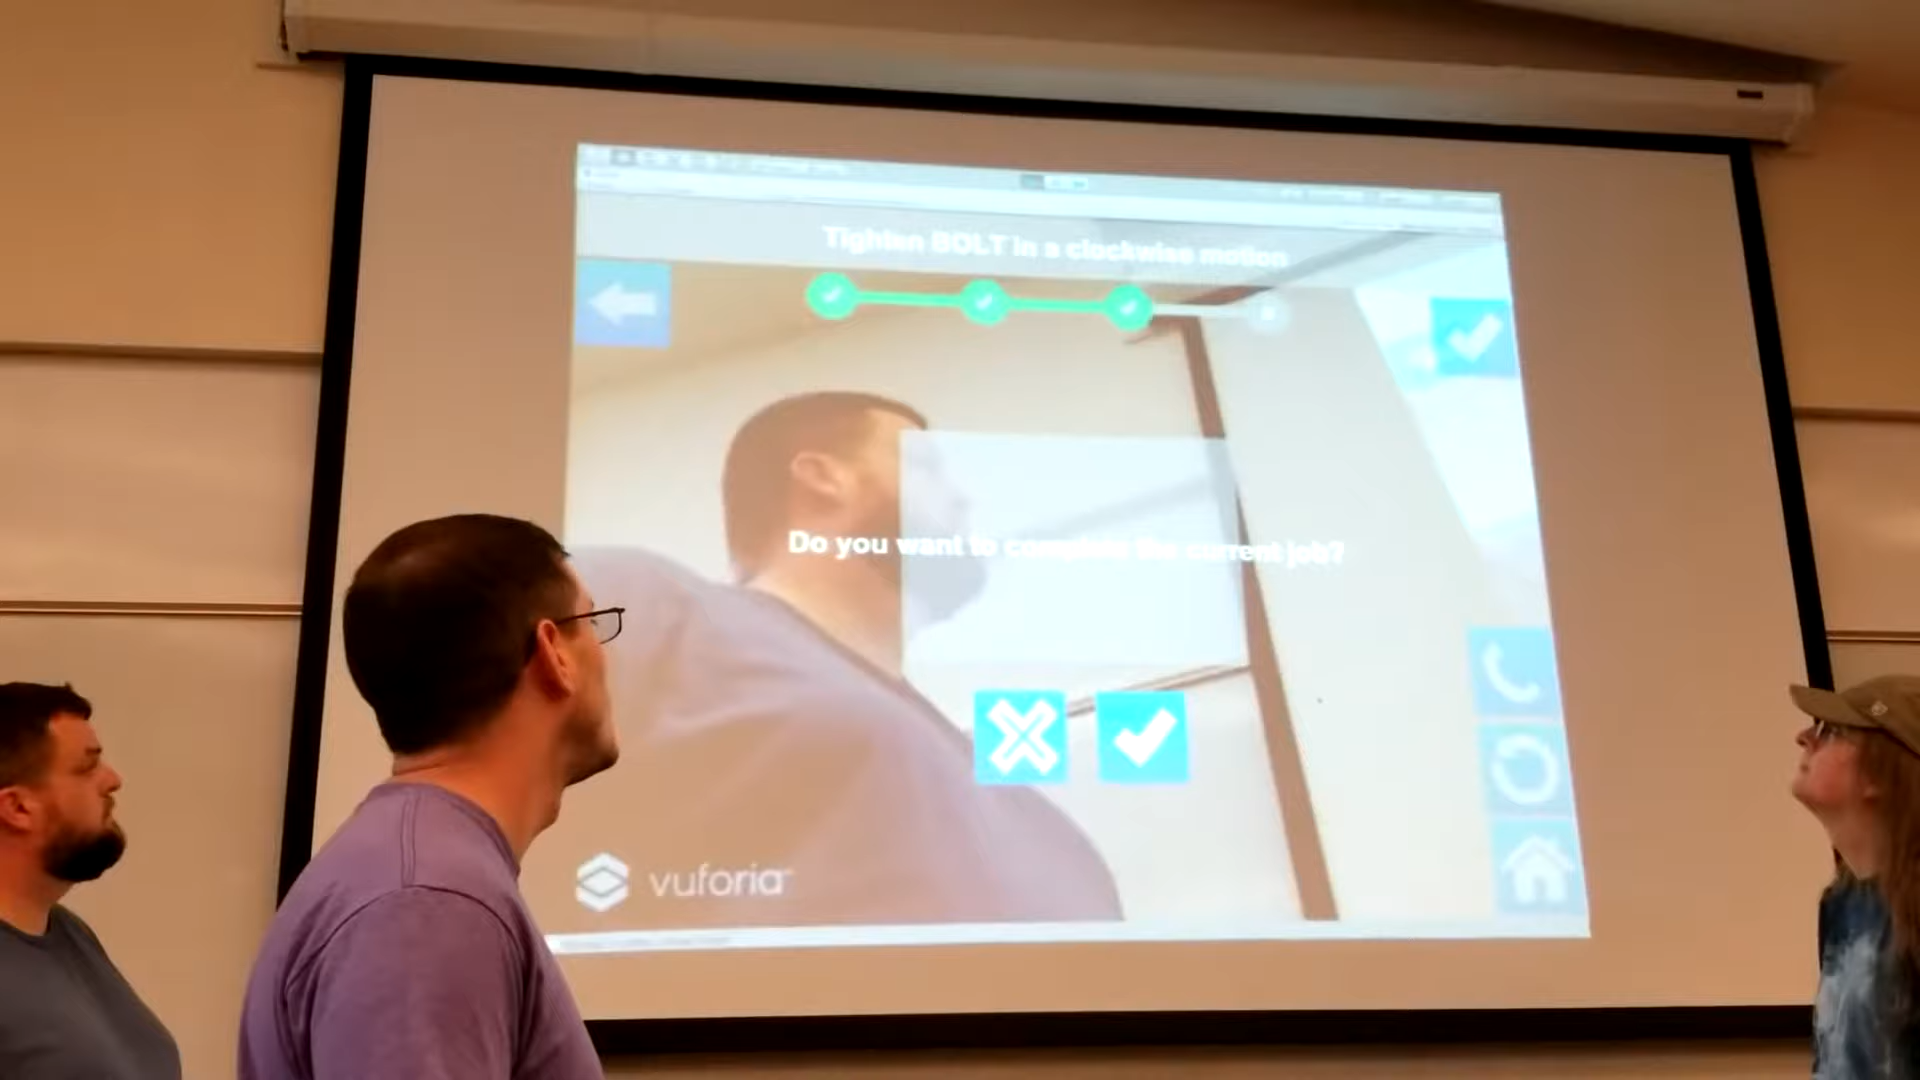 Tighten BOLT in a clockwise motion
Do you want to complete the current job?
vuforia